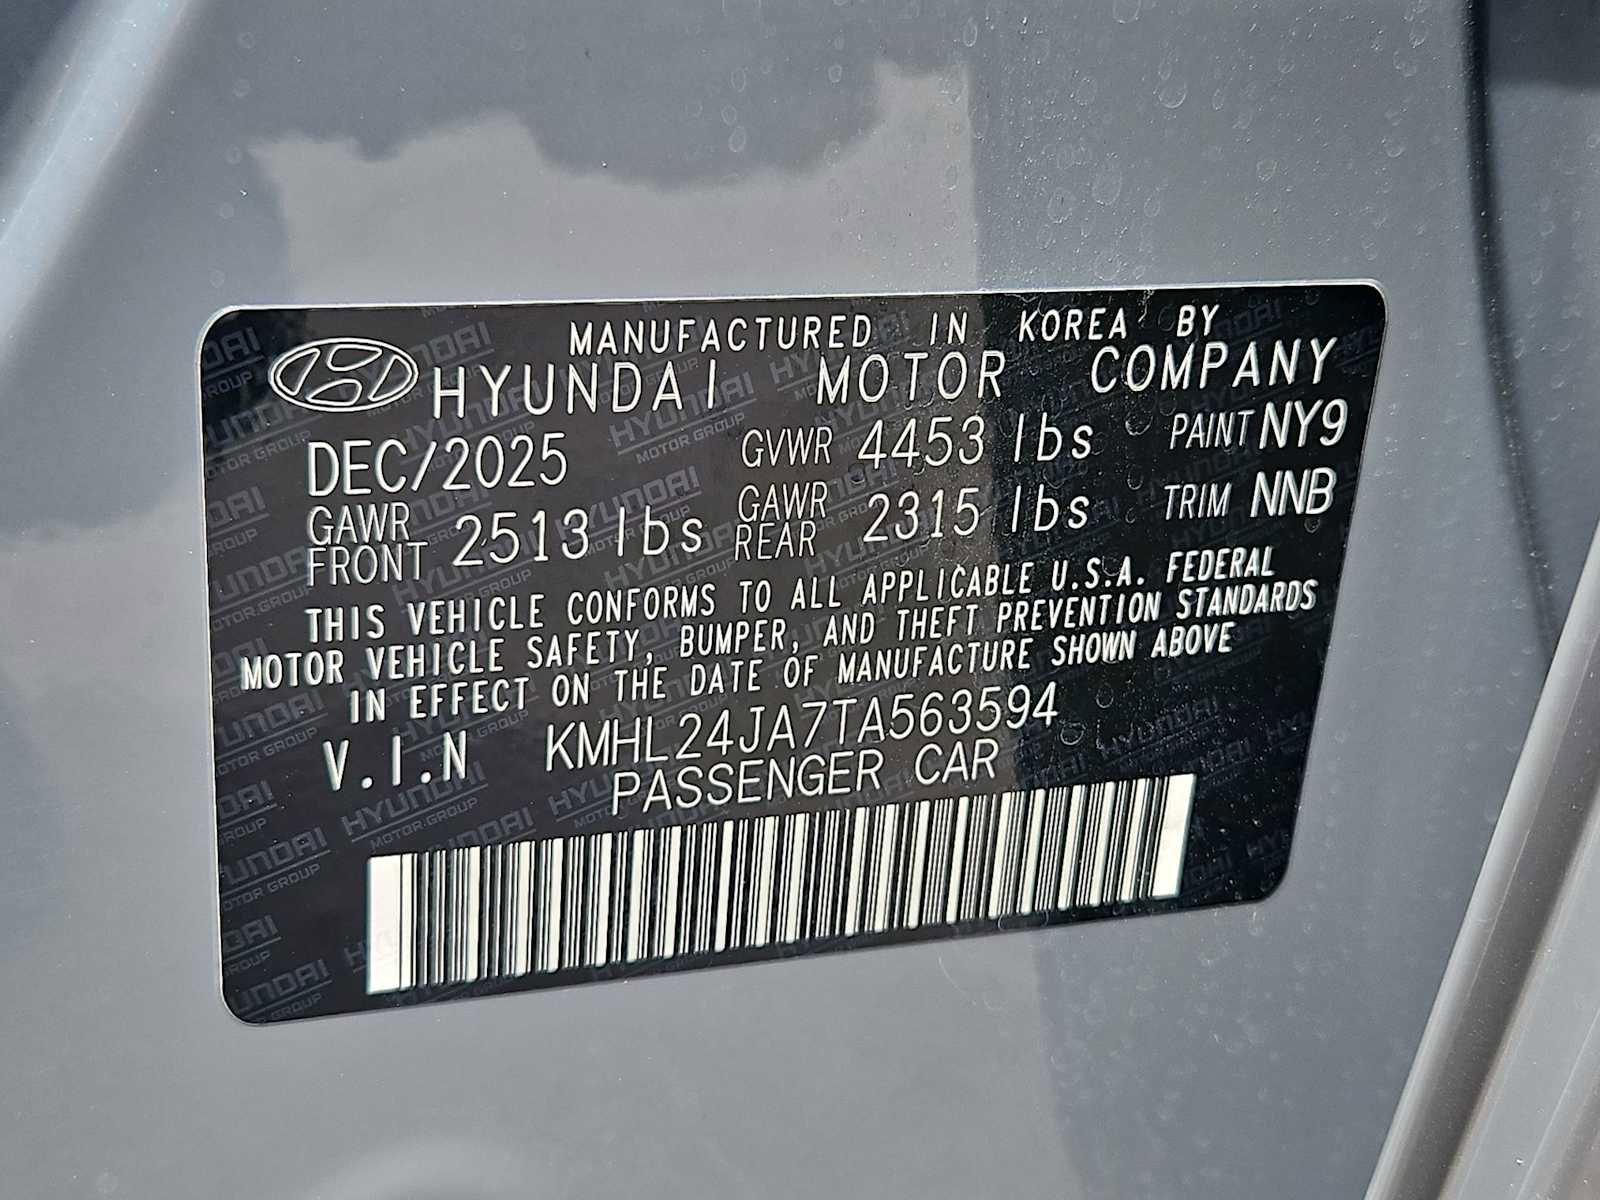 MANUFACTURED IN KOREA BY
HYUNDAI MOTOR COMPANY
DEC/2025 GVWR 4453 lbs PAINT NY9
GAWR FRONT 2513 lbs GAWR REAR 2315 lbs TRIM NNB
THIS VEHICLE CONFORMS TO ALL APPLICABLE U.S.A. FEDERAL
MOTOR VEHICLE SAFETY, BUMPER, AND THEFT PREVENTION STANDARDS
IN EFFECT ON THE DATE OF MANUFACTURE SHOWN ABOVE
V.I.N KMHL24JA7TA563594
PASSENGER CAR